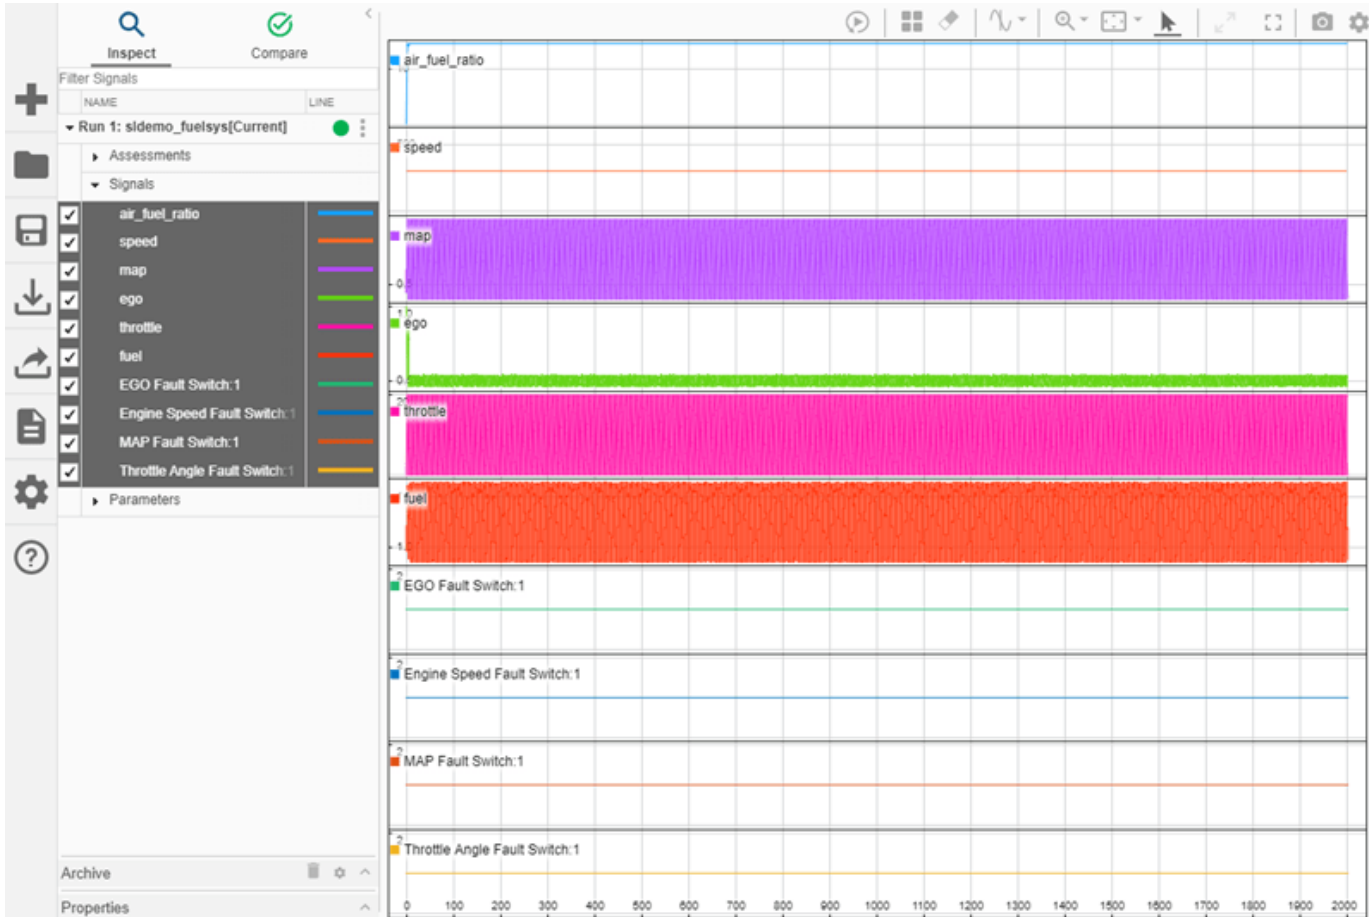 Inspect
Compare
Filter Signals
NAME
LINE
Run 1: sldemo_fuelsys[Current]
Assessments
Signals
air_fuel_ratio
speed
map
ego
throttle
fuel
EGO Fault Switch:1
Engine Speed Fault Switch:1
MAP Fault Switch:1
Throttle Angle Fault Switch:1
Parameters
Archive
Properties
air_fuel_ratio
speed
map
ego
throttle
fuel
2
EGO Fault Switch:1
2
Engine Speed Fault Switch:1
2
MAP Fault Switch:1
2
Throttle Angle Fault Switch:1
0 100 200 300 400 500 600 700 800 900 1000 1100 1200 1300 1400 1500 1600 1700 1800 1900 2000